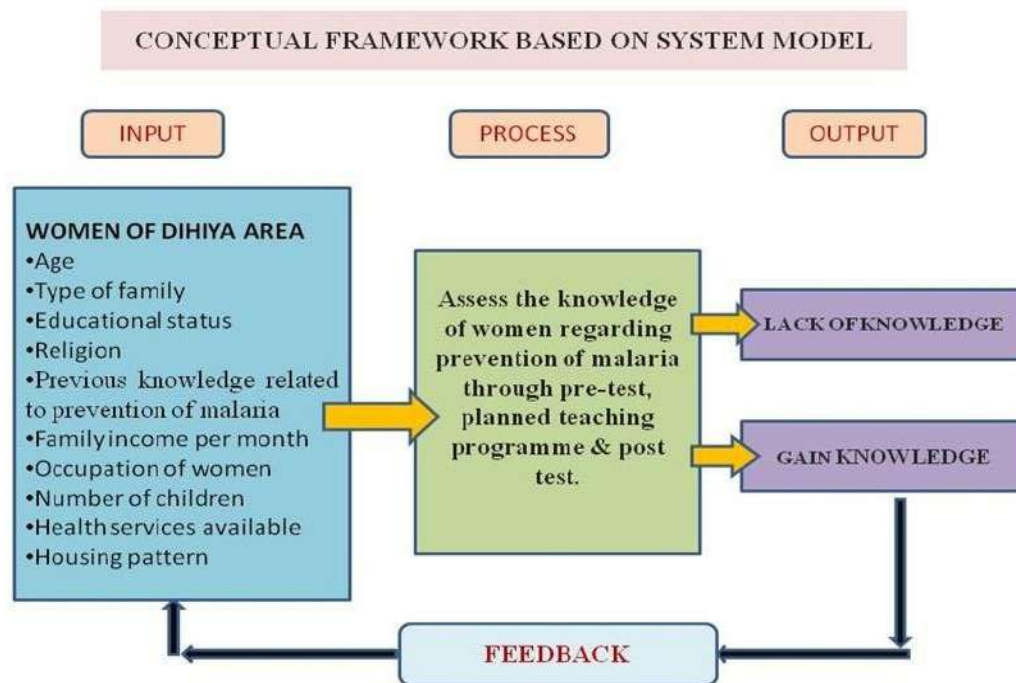 CONCEPTUAL FRAMEWORK BASED ON SYSTEM MODEL
INPUT
PROCESS
OUTPUT
WOMEN OF DIHIYA AREA
•Age
•Type of family
•Educational status
•Religion
•Previous knowledge related
to prevention of malaria
•Family income per month
•Occupation of women
•Number of children
•Health services available
•Housing pattern
Assess the knowledge
of women regarding
prevention of malaria
through pre-test,
planned teaching
programme & post
test.
LACK OF KNOWLEDGE
GAIN KNOWLEDGE
FEEDBACK